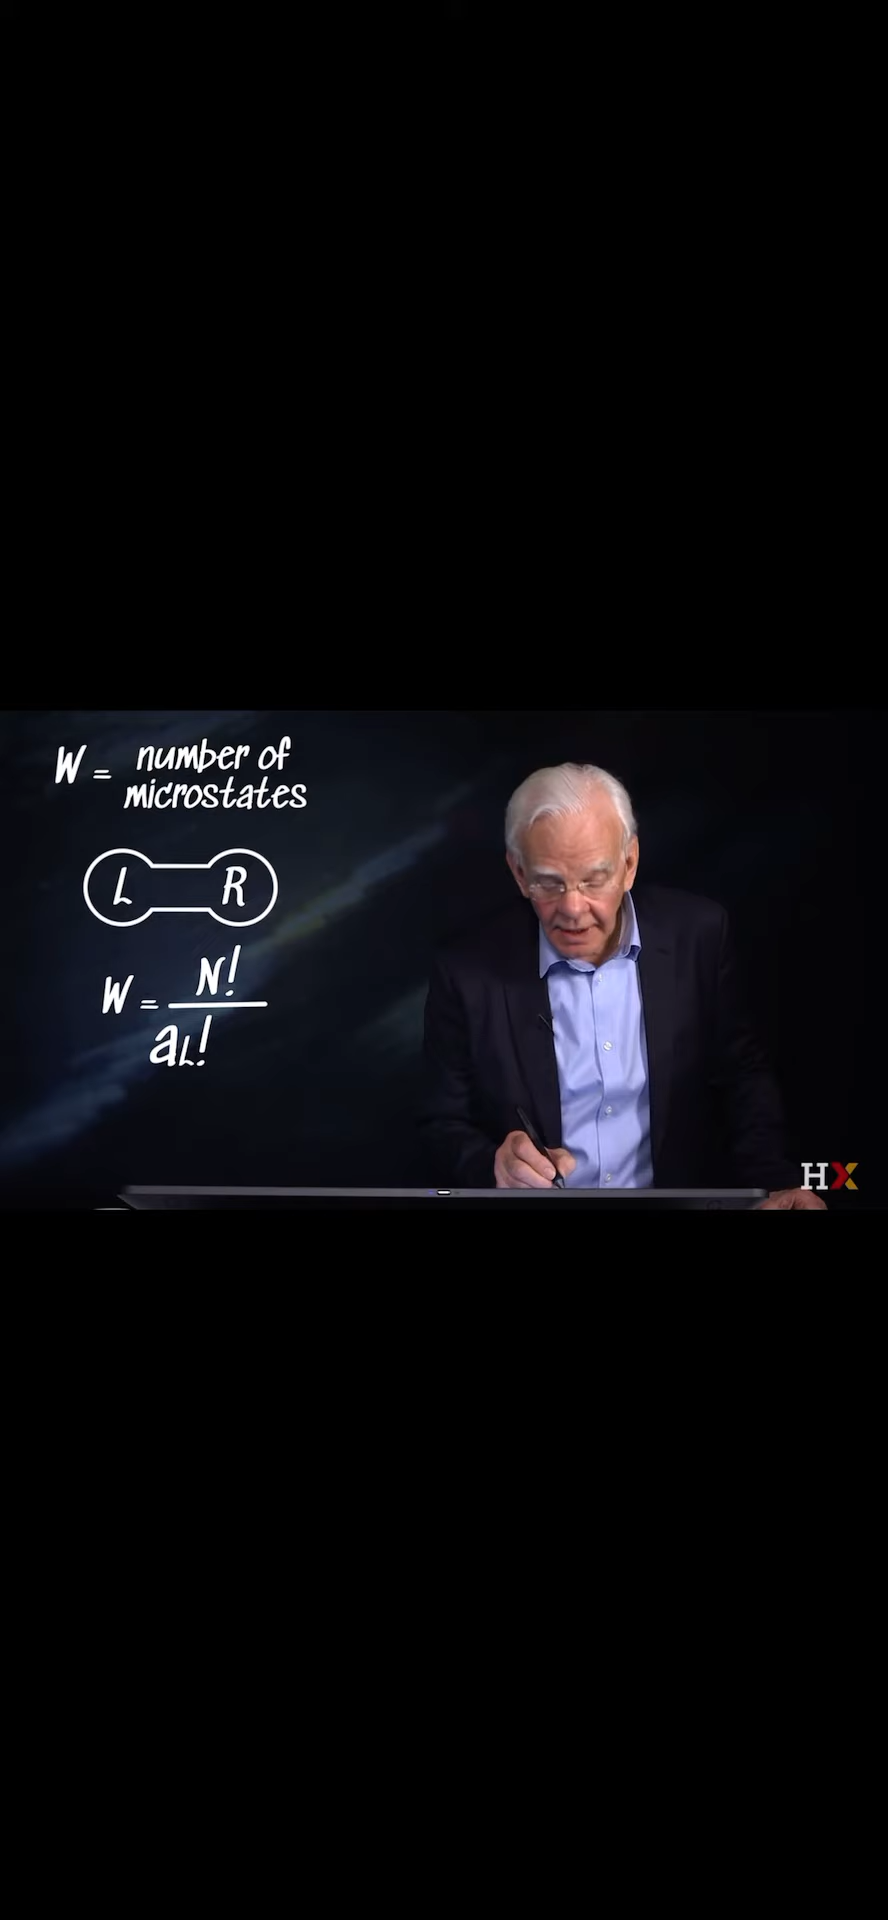 W = number of
microstates
L R
W = N!
aL!
HX